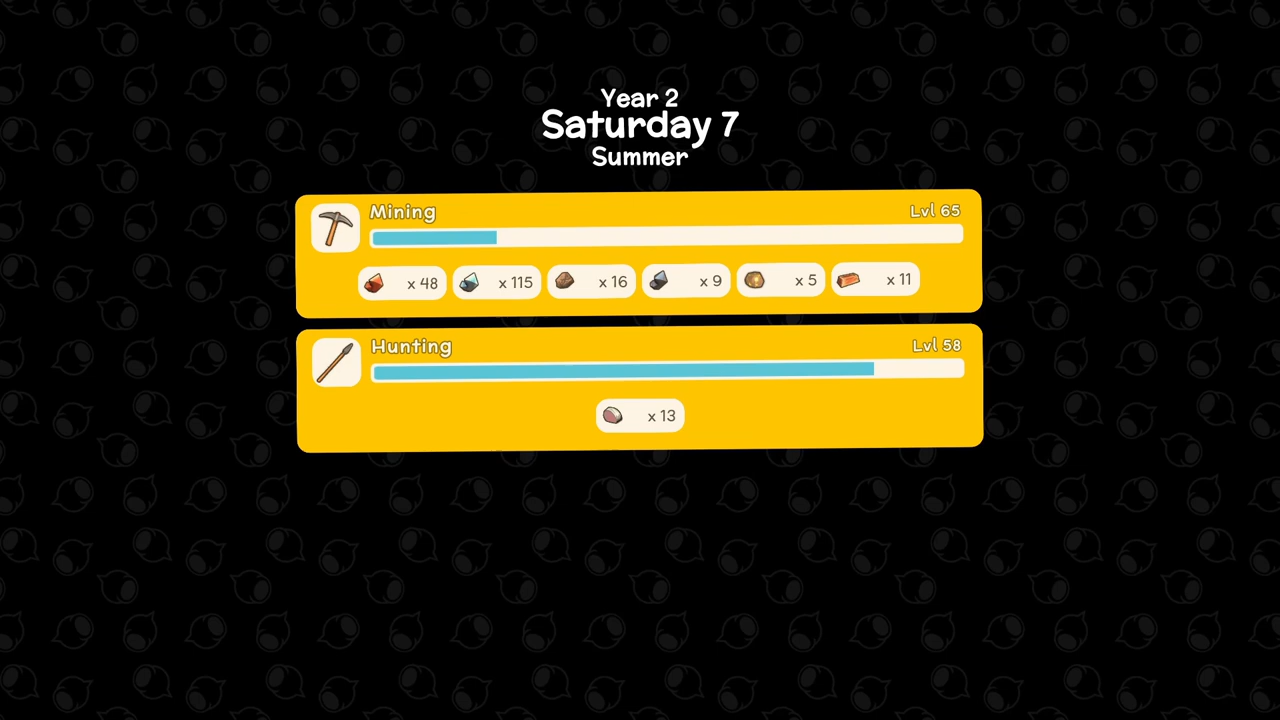 Year 2
Saturday 7
Summer
Mining
Lvl 65
x 48
x 115
x 16
x 9
x 5
x 11
Hunting
Lvl 58
x 13